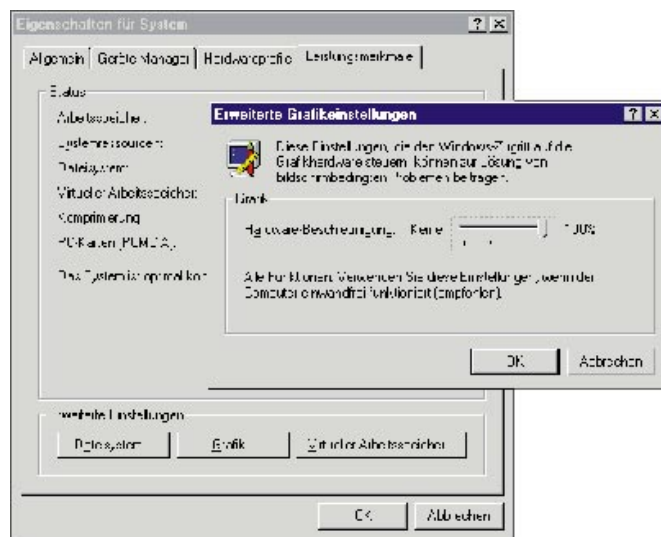 Eigenschaften für System
Allgemein Geräte-Manager Hardwareprofile Leistungsmerkmale
Status
Arbeitsspeicher:
Systemressourcen:
Dateisystem:
Virtueller Arbeitsspeicher:
Komprimierung
PC-Karten (PCMCIA):
Das System ist optimal kon
Erweiterte Einstellungen
Dateisystem Grafik Virtueller Arbeitsspeicher
OK Abbrechen
Erweiterte Grafikeinstellungen
Diese Einstellungen, die den Windows-Zugriff auf die
Grafikhardware steuern, können zur Lösung von
bildschirmbedingten Problemen beitragen.
Grafik
Hardware-Beschleunigung: Keine 100%
Alle Funktionen: Verwenden Sie diese Einstellungen, wenn der
Computer einwandfrei funktioniert (empfohlen).
OK Abbrechen